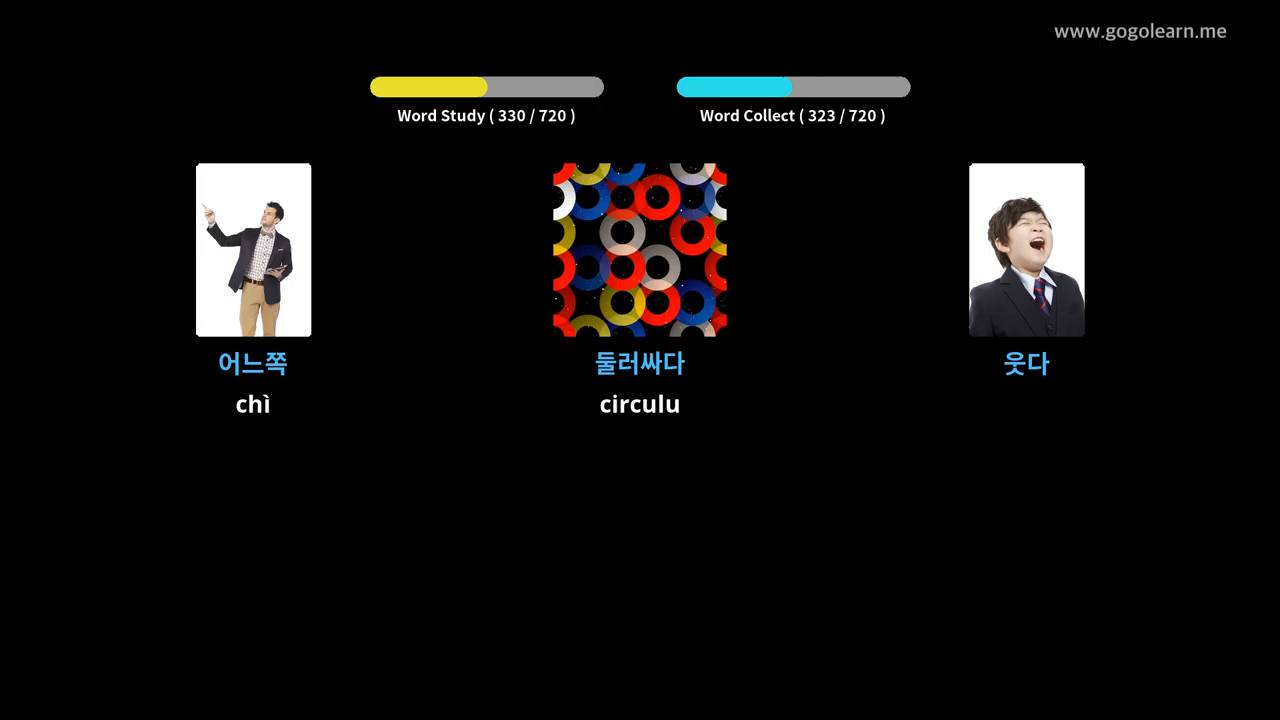 www.gogolearn.me
Word Study ( 330 / 720 )
Word Collect ( 323 / 720 )
어느쪽
둘러싸다
웃다
chì
circulu